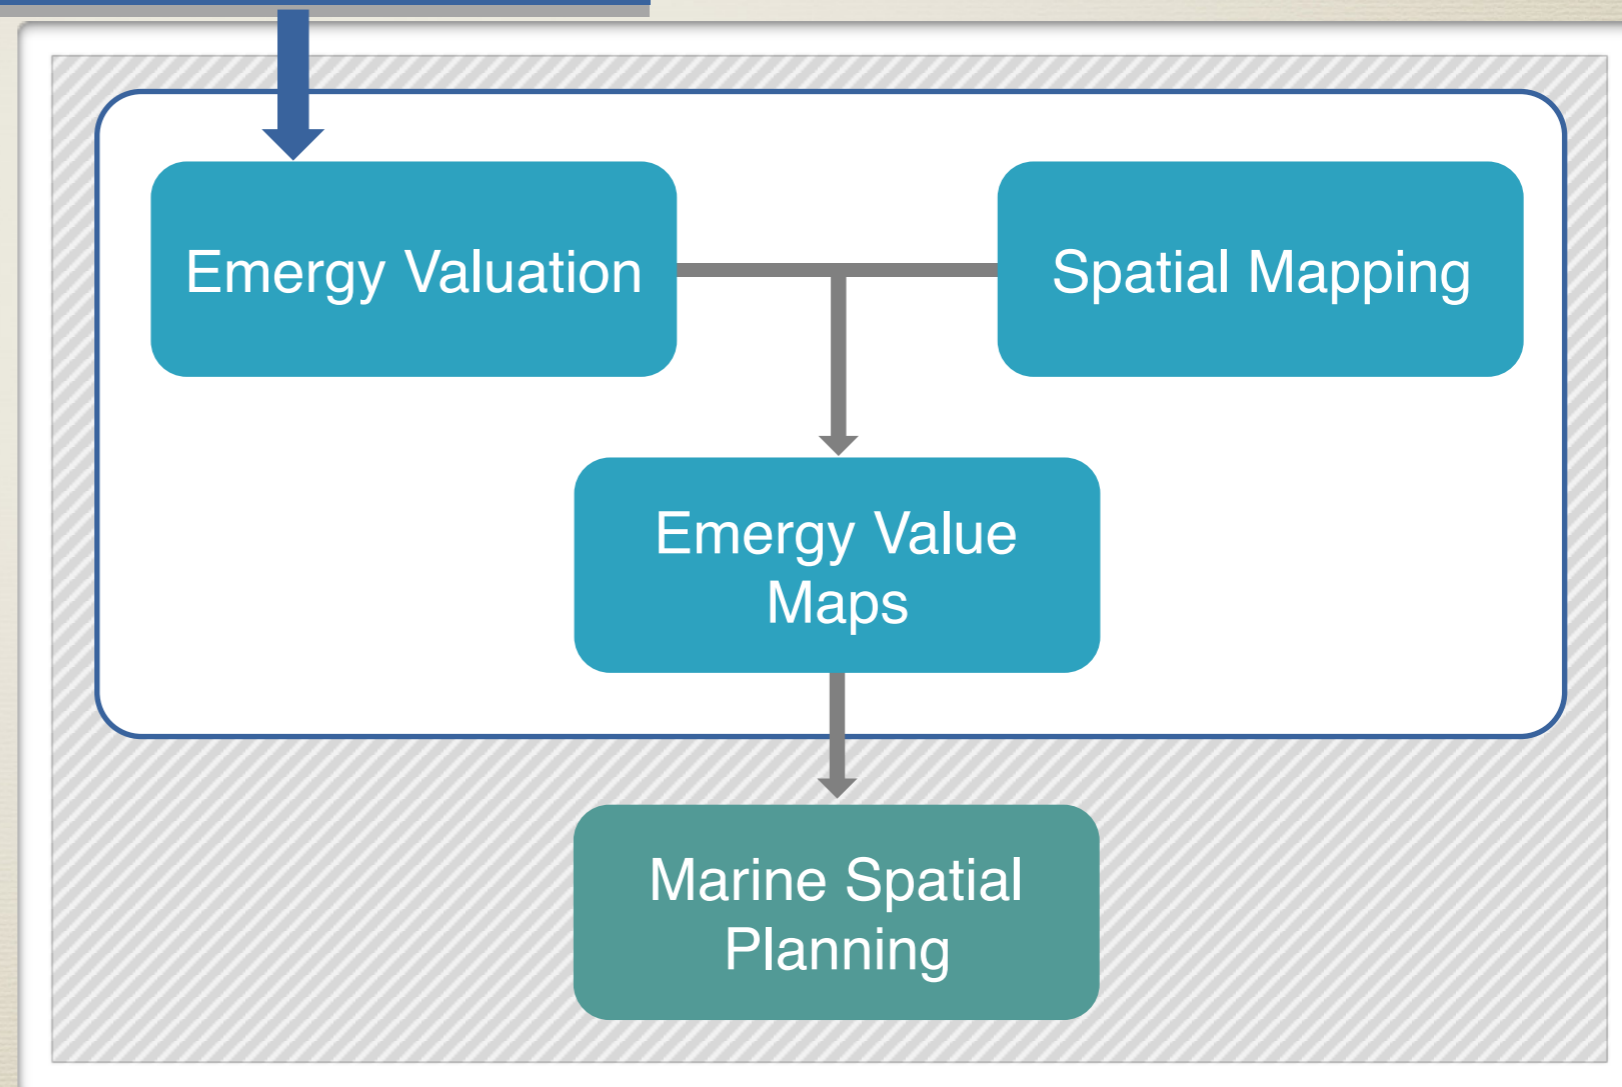 Emergy Valuation
Spatial Mapping
Emergy Value
Maps
Marine Spatial
Planning